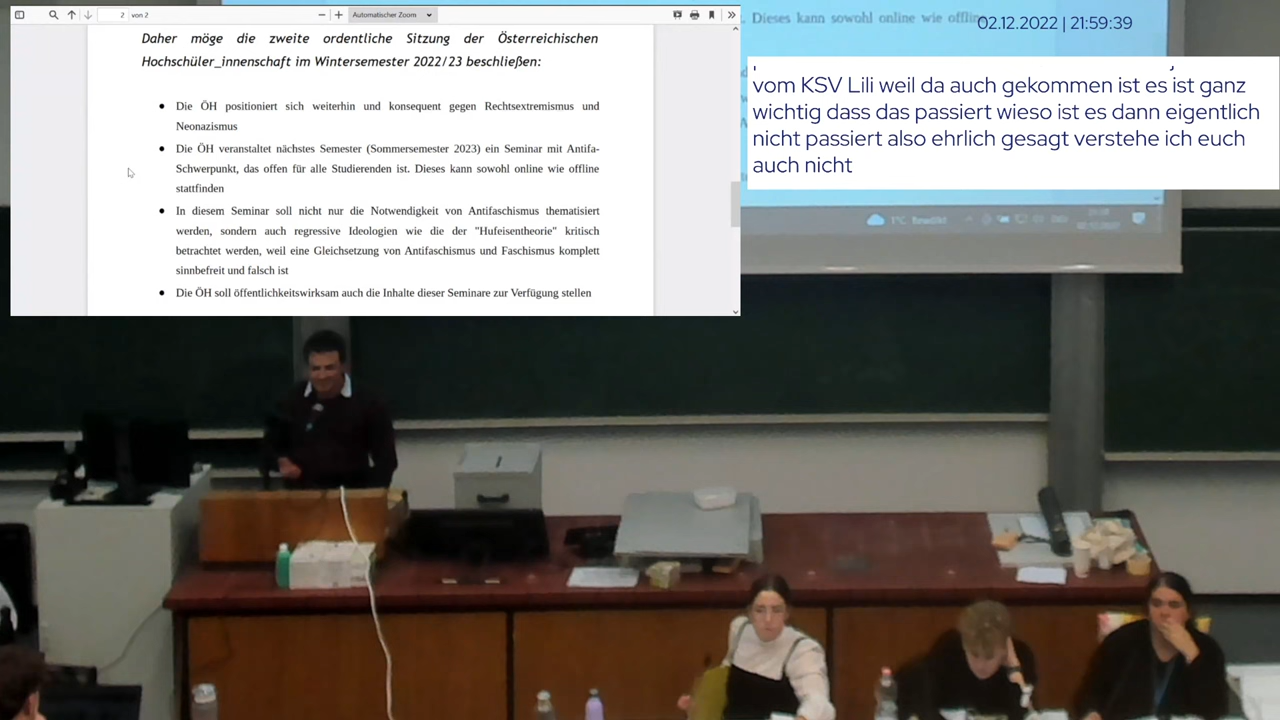 2 von 2
Automatischer Zoom
Daher möge die zweite ordentliche Sitzung der Österreichischen
Hochschüler_innenschaft im Wintersemester 2022/23 beschließen:
● Die ÖH positioniert sich weiterhin und konsequent gegen Rechtsextremismus und
Neonazismus
● Die ÖH veranstaltet nächstes Semester (Sommersemester 2023) ein Seminar mit Antifa-
Schwerpunkt, das offen für alle Studierenden ist. Dieses kann sowohl online wie offline
stattfinden
● In diesem Seminar soll nicht nur die Notwendigkeit von Antifaschismus thematisiert
werden, sondern auch regressive Ideologien wie die der "Hufeisentheorie" kritisch
betrachtet werden, weil eine Gleichsetzung von Antifaschismus und Faschismus komplett
sinnbefreit und falsch ist
● Die ÖH soll öffentlichkeitswirksam auch die Inhalte dieser Seminare zur Verfügung stellen
Dieses kann sowohl online wie offline
02.12.2022 | 21:59:39
vom KSV Lili weil da auch gekommen ist es ist ganz
wichtig dass das passiert wieso ist es dann eigentlich
nicht passiert also ehrlich gesagt verstehe ich euch
auch nicht
1°C Bewölkt